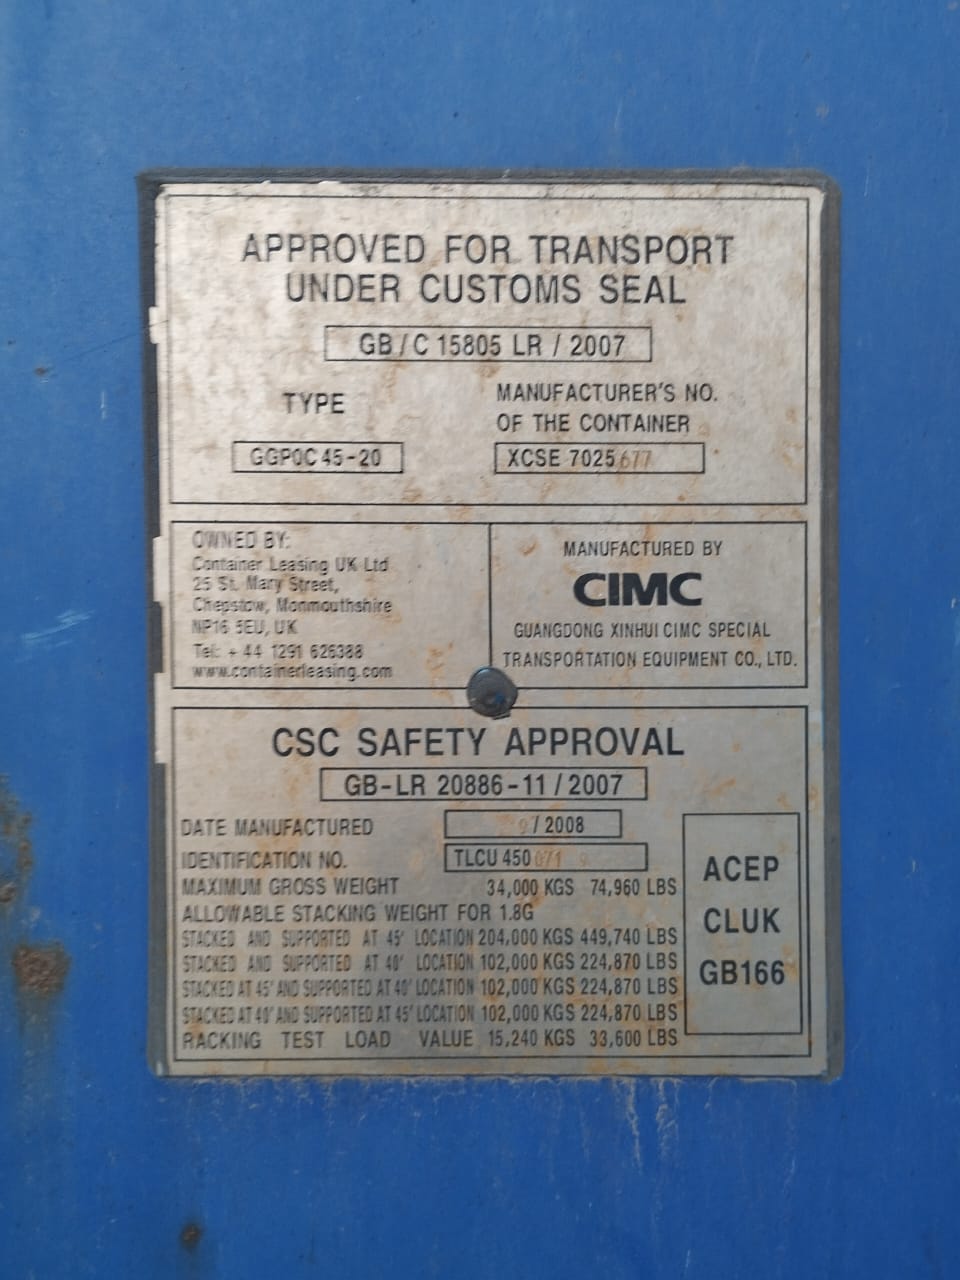 APPROVED FOR TRANSPORT
UNDER CUSTOMS SEAL
GB/C 15805 LR / 2007
TYPE
GGPOC 45-20
MANUFACTURER'S NO.
OF THE CONTAINER
XCSE 7025677
OWNED BY:
Container Leasing UK Ltd
25 St. Mary Street,
Chepstow, Monmouthshire
NP16 5EU, UK
Tel: + 44 1291 626388
www.containerleasing.com
MANUFACTURED BY
CIMC
GUANGDONG XINHUI CIMC SPECIAL
TRANSPORTATION EQUIPMENT CO., LTD.
CSC SAFETY APPROVAL
GB-LR 20886-11 / 2007
DATE MANUFACTURED / 2008
IDENTIFICATION NO. TLCU 450
MAXIMUM GROSS WEIGHT 34,000 KGS 74,960 LBS
ALLOWABLE STACKING WEIGHT FOR 1.8G
STACKED AND SUPPORTED AT 45' LOCATION 204,000 KGS 449,740 LBS
STACKED AND SUPPORTED AT 40' LOCATION 102,000 KGS 224,870 LBS
STACKED AT 45' AND SUPPORTED AT 40' LOCATION 102,000 KGS 224,870 LBS
STACKED AT 40' AND SUPPORTED AT 45' LOCATION 102,000 KGS 224,870 LBS
RACKING TEST LOAD VALUE 15,240 KGS 33,600 LBS
ACEP
CLUK
GB166